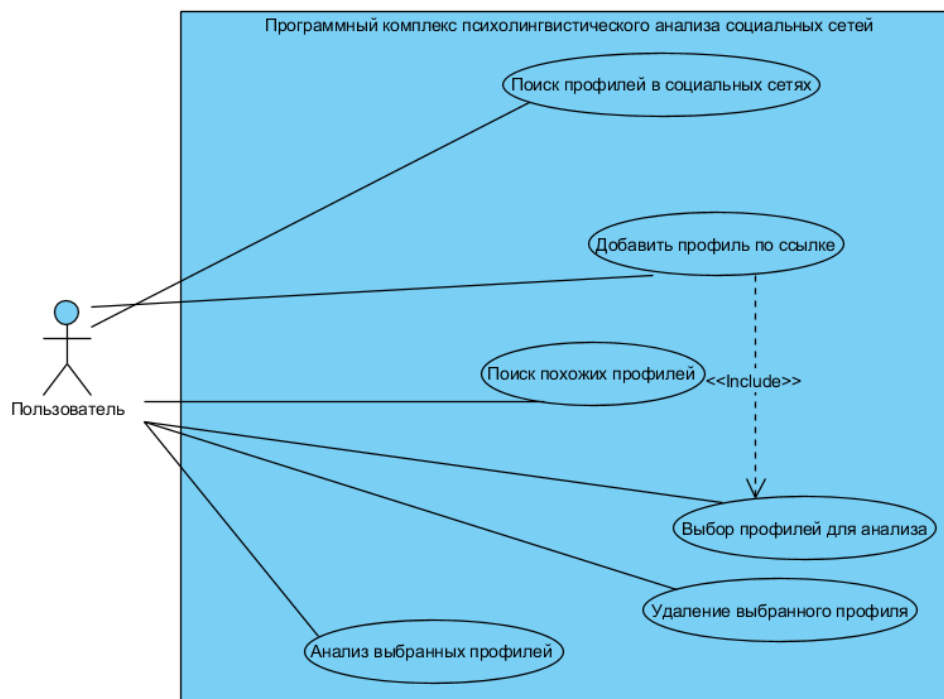 Программный комплекс психолингвистического анализа социальных сетей
Поиск профилей в социальных сетях
Добавить профиль по ссылке
Поиск похожих профилей
<<Include>>
Пользователь
Выбор профилей для анализа
Удаление выбранного профиля
Анализ выбранных профилей